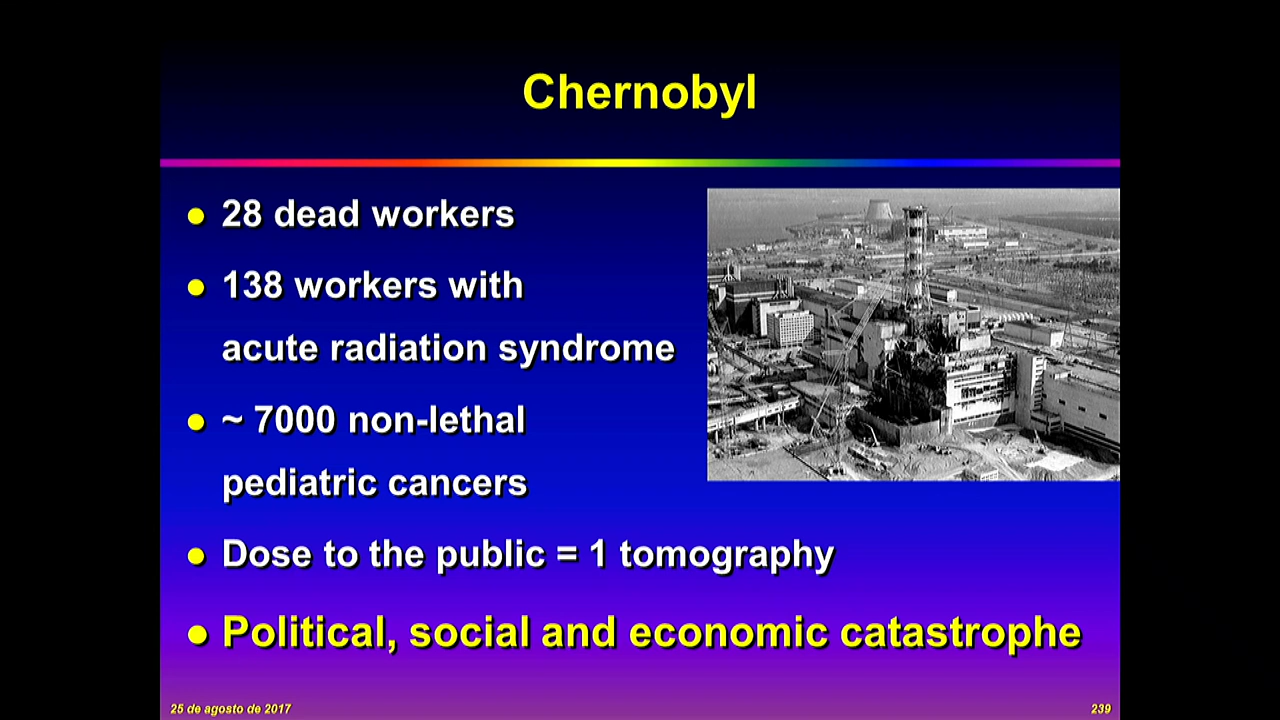 Chernobyl
● 28 dead workers
● 138 workers with
acute radiation syndrome
● ~ 7000 non-lethal
pediatric cancers
● Dose to the public = 1 tomography
● Political, social and economic catastrophe
25 de agosto de 2017
239